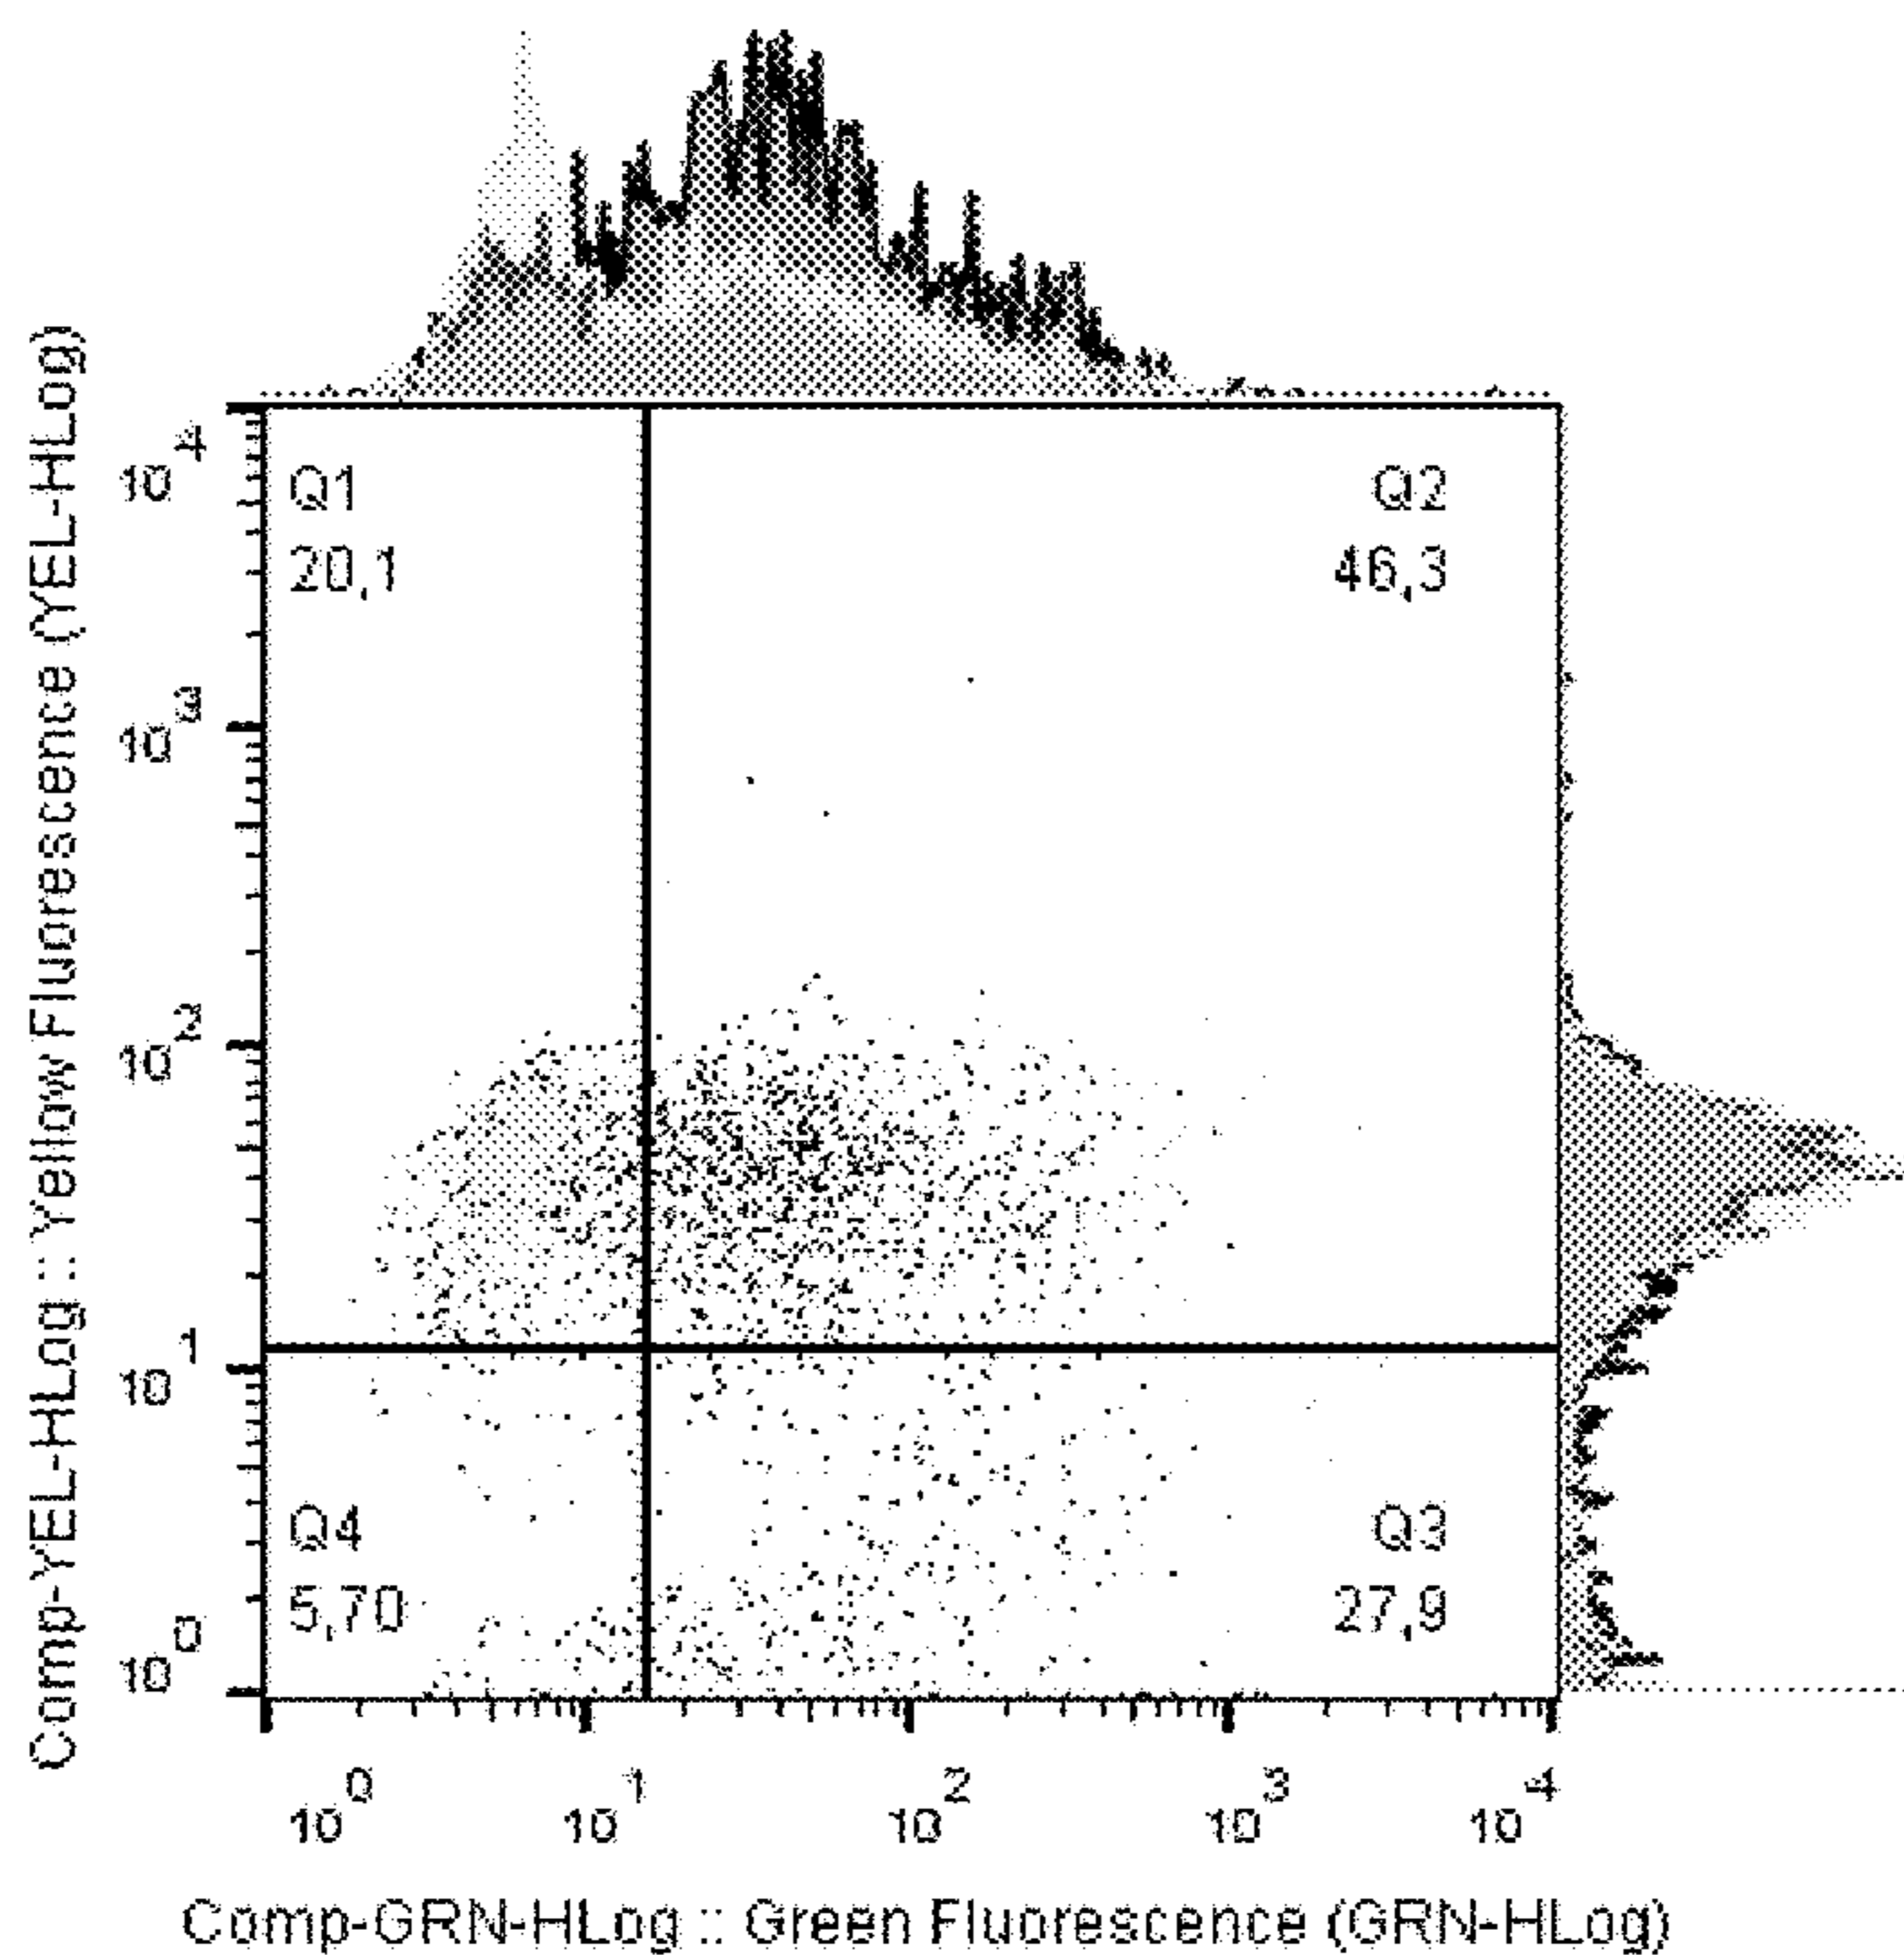 Comp-YEL-HLog :: Yellow Fluorescence (YEL-HLog)
10 4
10 3
10 2
10 1
10 0
Q1
20,1
Q2
46,3
Q4
5,70
Q3
27,9
10 0
10 1
10 2
10 3
10 4
Comp-GRN-HLog :: Green Fluorescence (GRN-HLog)